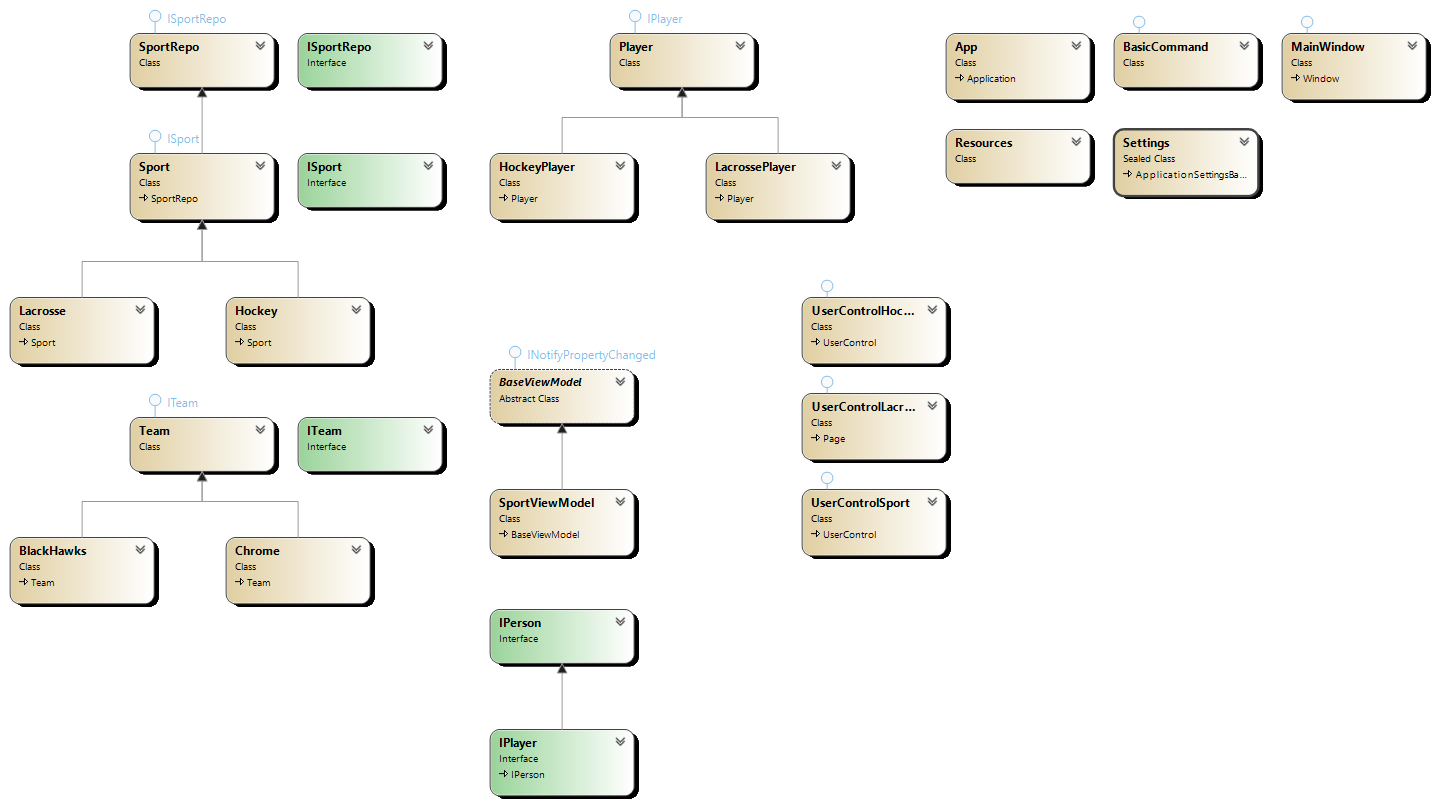 ISportRepo
SportRepo
Class
ISportRepo
Interface
IPlayer
Player
Class
App
Class
Application
BasicCommand
Class
MainWindow
Class
Window
ISport
Sport
Class
SportRepo
ISport
Interface
HockeyPlayer
Class
Player
LacrossePlayer
Class
Player
Resources
Class
Settings
Sealed Class
ApplicationSettingsBa...
Lacrosse
Class
Sport
Hockey
Class
Sport
UserControlHoc...
Class
UserControl
INotifyPropertyChanged
BaseViewModel
Abstract Class
UserControlLacr...
Class
Page
ITeam
Team
Class
ITeam
Interface
SportViewModel
Class
BaseViewModel
UserControlSport
Class
UserControl
BlackHawks
Class
Team
Chrome
Class
Team
IPerson
Interface
IPlayer
Interface
IPerson